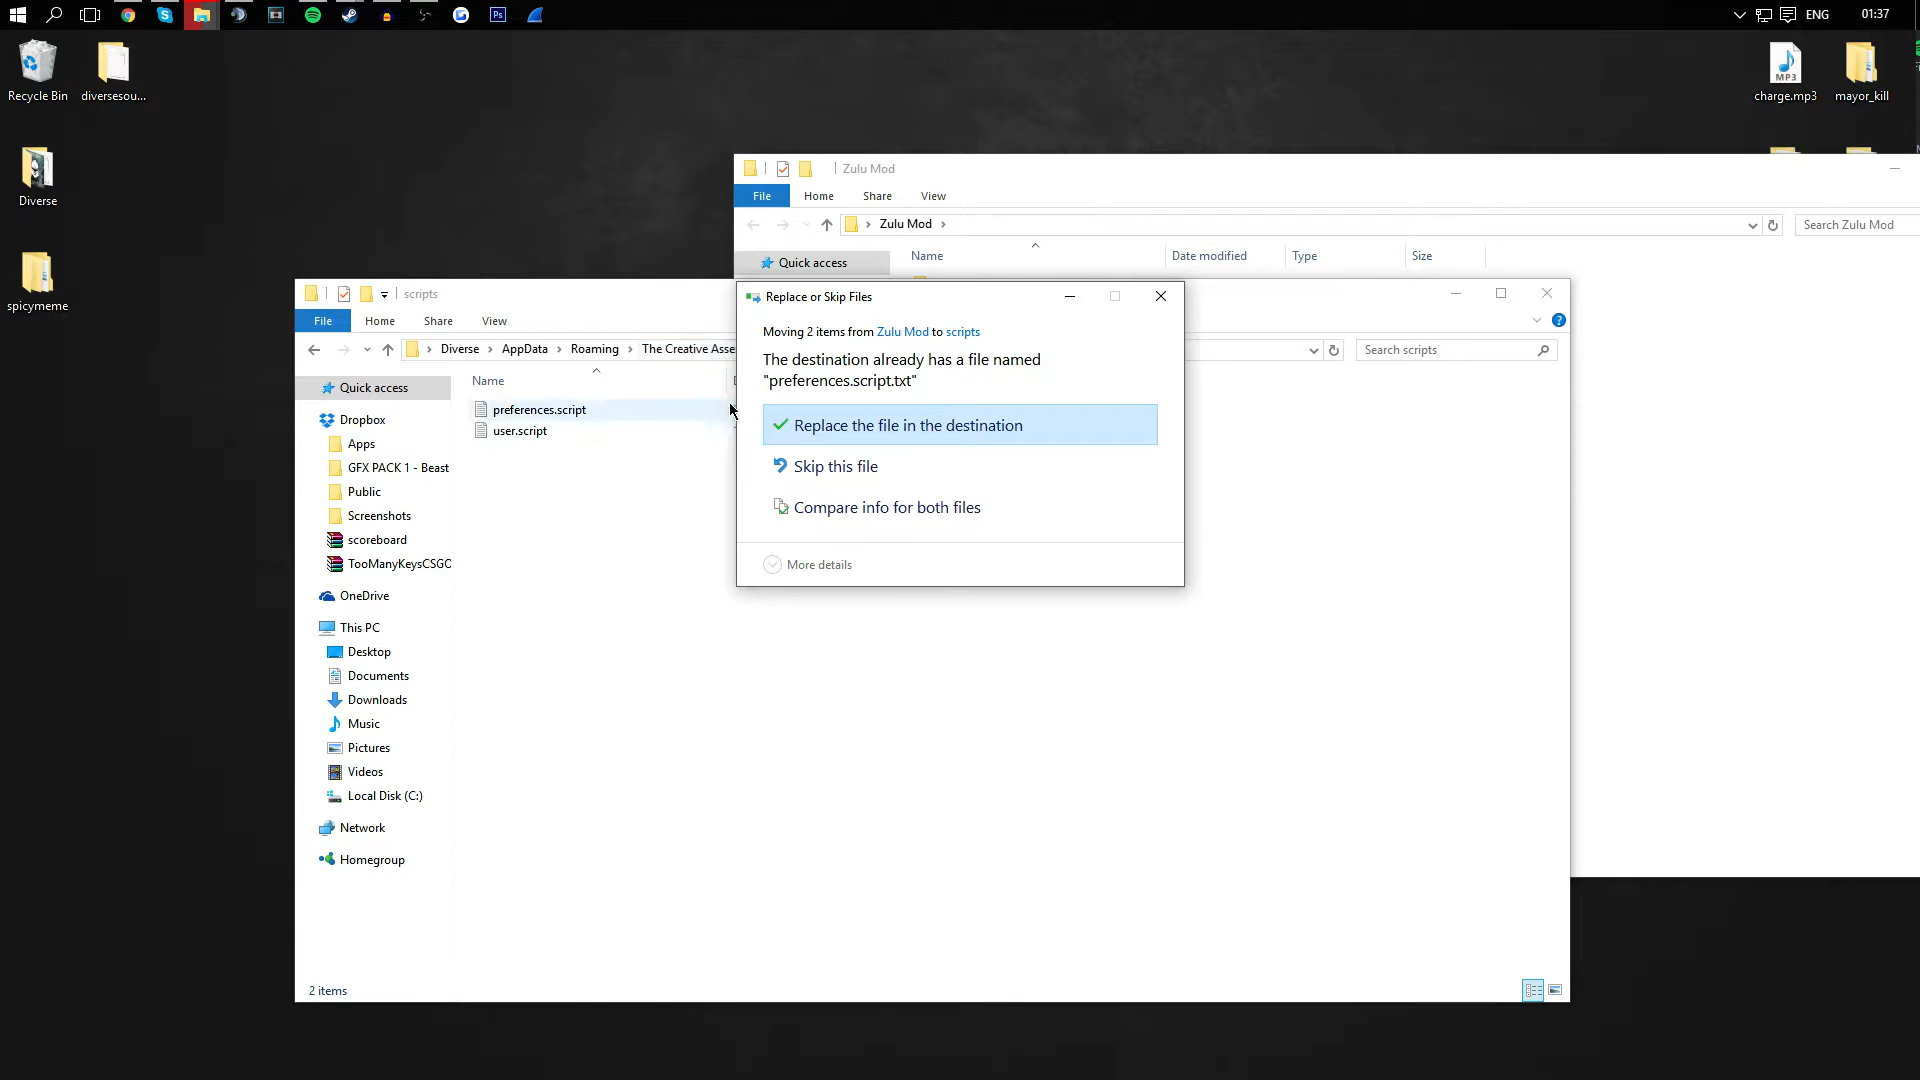 ENG
01:37
Recycle Bin
diversesou...
charge.mp3
mayor_kill
MP3
Diverse
spicymeme
Zulu Mod
File
Home
Share
View
Zulu Mod
Search Zulu Mod
Quick access
Name
Date modified
Type
Size
scripts
File
Home
Share
View
Diverse
AppData
Roaming
The Creative Asse
Search scripts
Quick access
Dropbox
Apps
GFX PACK 1 - Beast
Public
Screenshots
scoreboard
TooManyKeysCSGO
OneDrive
This PC
Desktop
Documents
Downloads
Music
Pictures
Videos
Local Disk (C:)
Network
Homegroup
Name
preferences.script
user.script
2 items
Replace or Skip Files
Moving 2 items from Zulu Mod to scripts
The destination already has a file named
"preferences.script.txt"
Replace the file in the destination
Skip this file
Compare info for both files
More details
Ps